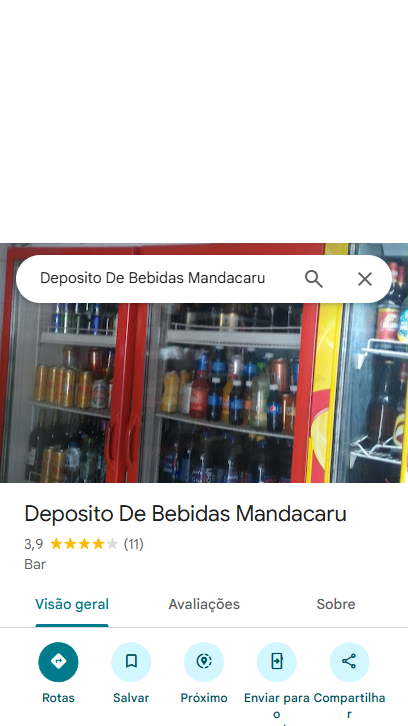 Deposito De Bebidas Mandacaru
Deposito De Bebidas Mandacaru
3,9 (11)
Bar
Visão geral Avaliações Sobre
Rotas Salvar Próximo Enviar para o Compartilhar